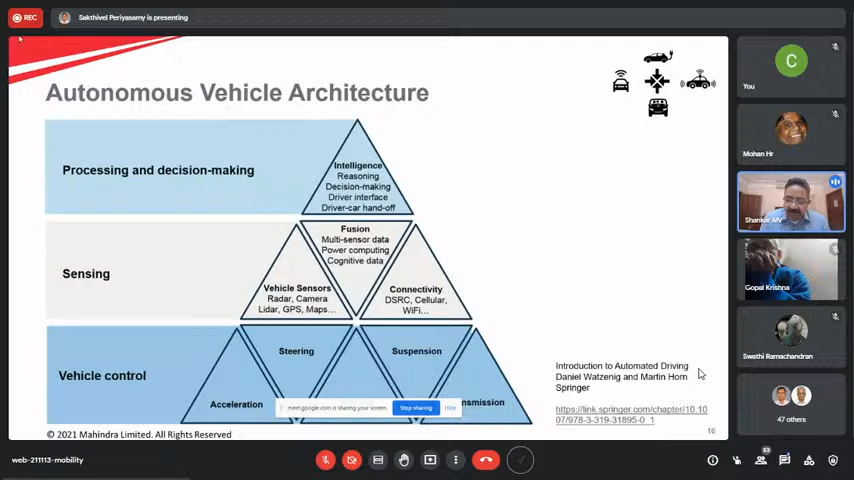 REC
Sakthivel Periyasamy is presenting
Autonomous Vehicle Architecture
Processing and decision-making
Intelligence
Reasoning
Decision-making
Driver interface
Driver-car hand-off
Sensing
Fusion
Multi-sensor data
Power computing
Cognitive data
Vehicle Sensors
Radar, Camera
Lidar, GPS, Maps...
Connectivity
DSRC, Cellular,
WiFi...
Vehicle control
Steering
Suspension
Acceleration
nsmission
meet.google.com is sharing your screen.
Stop sharing
Hide
Introduction to Automated Driving
Daniel Watzenig and Martin Horn
Springer
https://link.springer.com/chapter/10.10
07/978-3-319-31895-0_1
© 2021 Mahindra Limited. All Rights Reserved
16
C
You
Mohan Hr
Shanker MV
Gopal Krishna
Swathi Ramachandran
47 others
web-211113-mobility
53